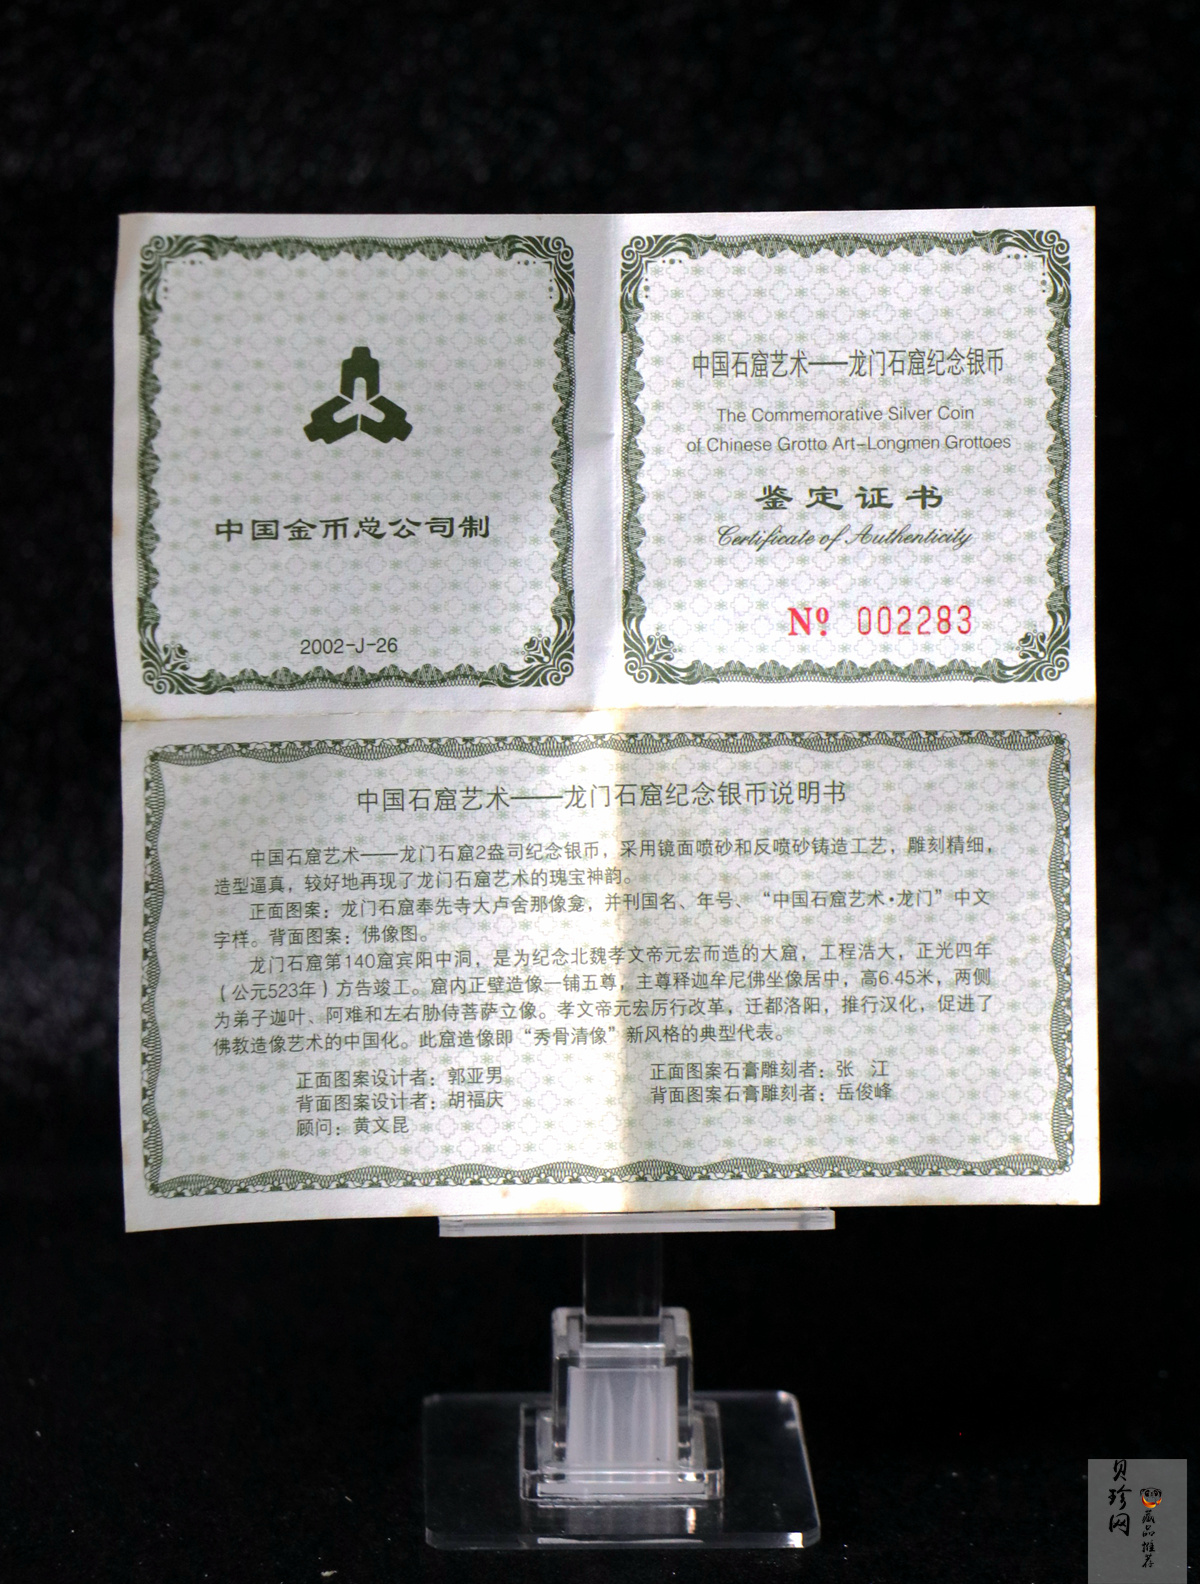 中国金币总公司制
2002-J-26
中国石窟艺术——龙门石窟纪念银币
The Commemorative Silver Coin
of Chinese Grotto Art-Longmen Grottoes
鉴定证书
Certificate of Authenticity
Nº 002283
中国石窟艺术——龙门石窟纪念银币说明书
中国石窟艺术——龙门石窟2盎司纪念银币，采用镜面喷砂和反喷砂铸造工艺，雕刻精细，
造型逼真，较好地再现了龙门石窟艺术的瑰宝神韵。
正面图案：龙门石窟奉先寺大卢舍那像龛，并刊国名、年号、“中国石窟艺术·龙门”中文
字样。背面图案：佛像图。
龙门石窟第140窟宾阳中洞，是为纪念北魏孝文帝元宏而造的大窟，工程浩大，正光四年
（公元523年）方告竣工。窟内正壁造像一铺五尊，主尊释迦牟尼佛坐像居中，高6.45米，两侧
为弟子迦叶、阿难和左右胁侍菩萨立像。孝文帝元宏厉行改革，迁都洛阳，推行汉化，促进了
佛教造像艺术的中国化。此窟造像即“秀骨清像”新风格的典型代表。
正面图案设计者：郭亚男
背面图案设计者：胡福庆
顾问：黄文昆
正面图案石膏雕刻者：张 江
背面图案石膏雕刻者：岳俊峰
贝珍网
藏品推荐